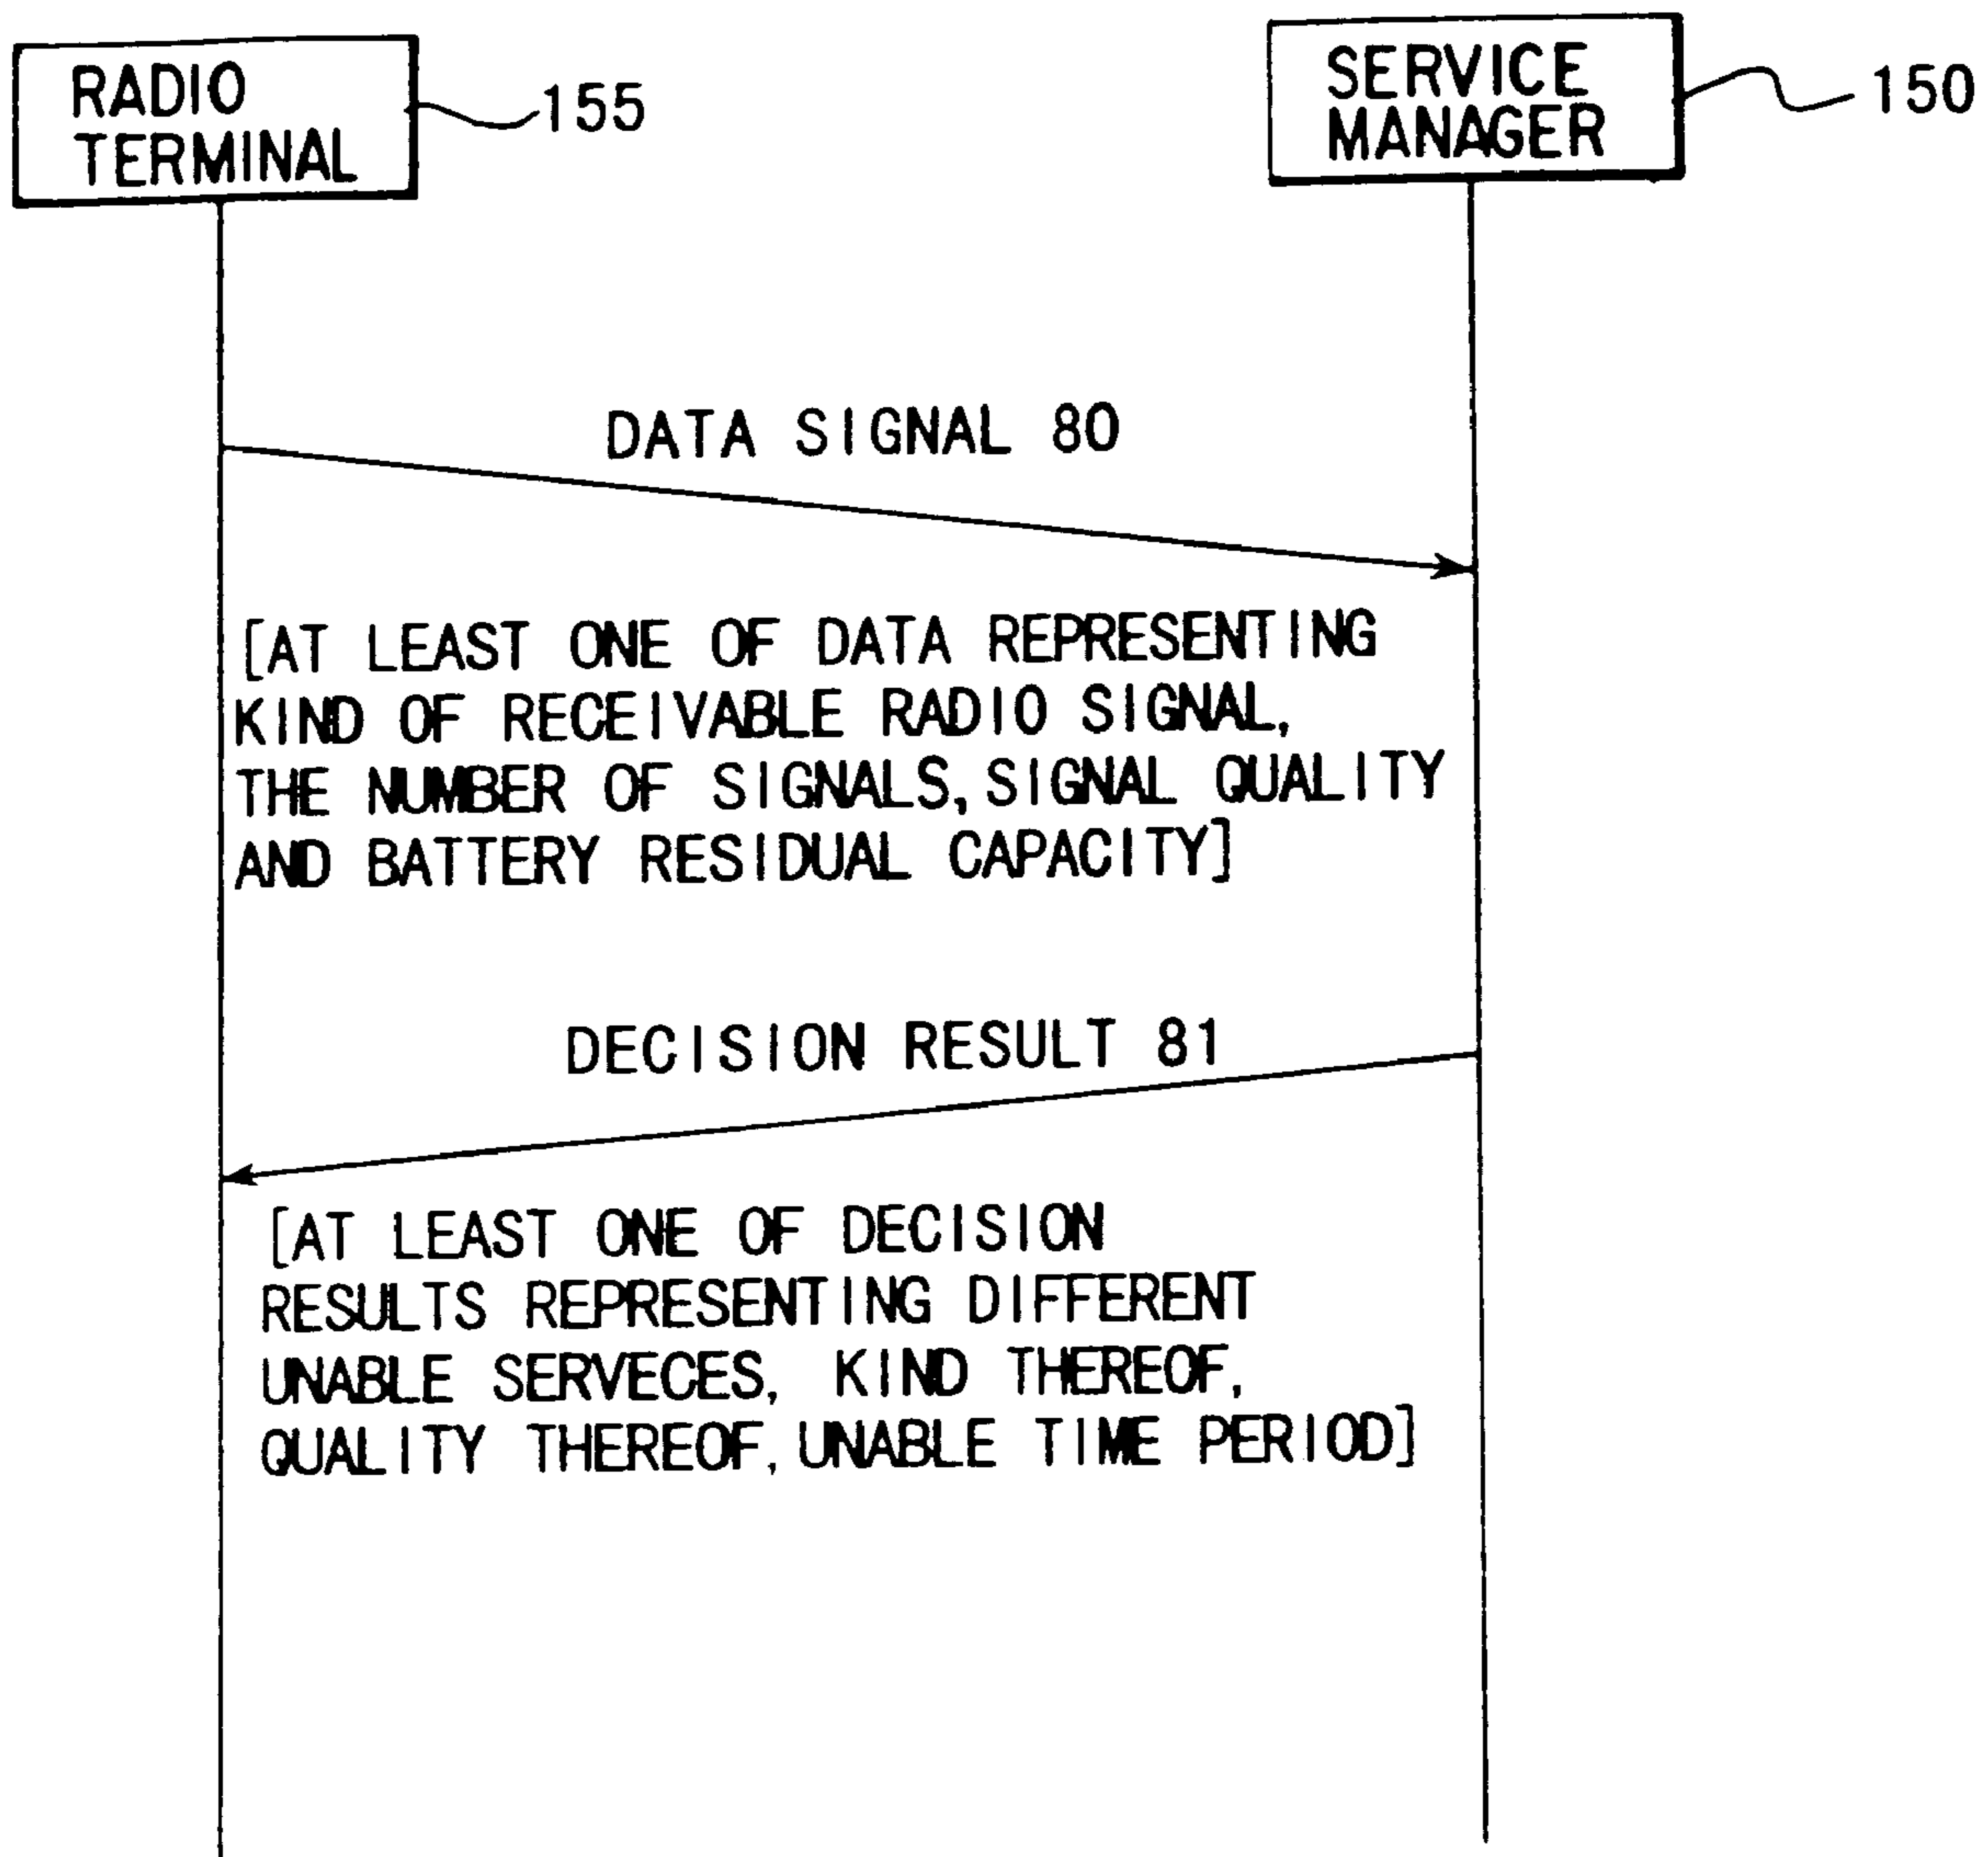 RADIO
TERMINAL
155
SERVICE
MANAGER
150
DATA SIGNAL 80
[AT LEAST ONE OF DATA REPRESENTING
KIND OF RECEIVABLE RADIO SIGNAL,
THE NUMBER OF SIGNALS, SIGNAL QUALITY
AND BATTERY RESIDUAL CAPACITY]
DECISION RESULT 81
[AT LEAST ONE OF DECISION
RESULTS REPRESENTING DIFFERENT
UNABLE SERVECES, KIND THEREOF,
QUALITY THEREOF, UNABLE TIME PERIOD]